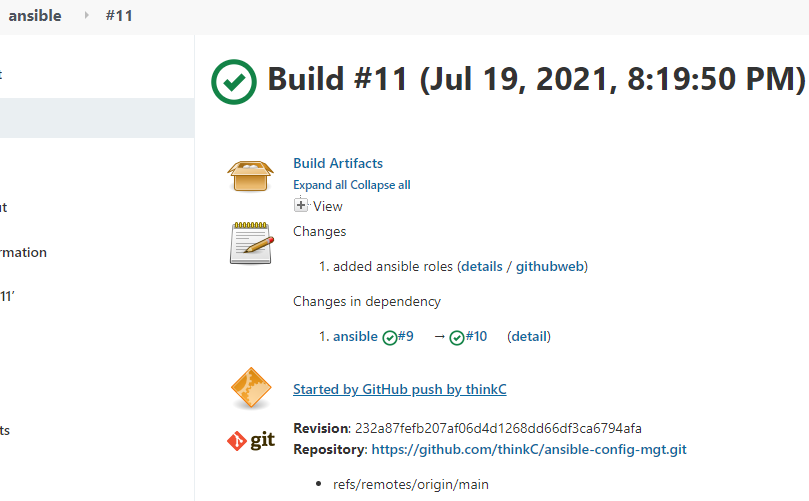 ansible #11
t
Build #11 (Jul 19, 2021, 8:19:50 PM)
Build Artifacts
Expand all Collapse all
View
ut
Changes
rmation
1. added ansible roles (details / githubweb)
11'
Changes in dependency
1. ansible #9 → #10 (detail)
Started by GitHub push by thinkC
ts
Revision: 232a87fefb207af06d4d1268dd66df3ca6794afa
git
Repository: https://github.com/thinkC/ansible-config-mgt.git
• refs/remotes/origin/main